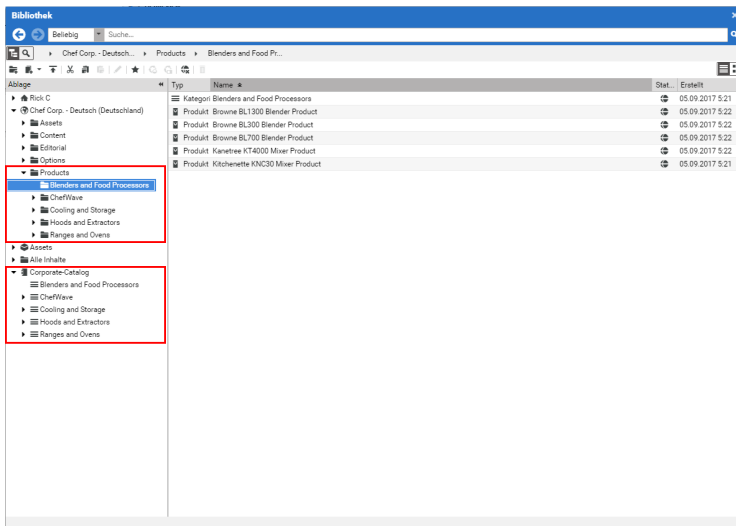 Bibliothek
Beliebig Suche...
Chef Corp. - Deutsch... Products Blenders and Food Pr...
Ablage
Typ Name Stat... Erstellt
Rick C
Chef Corp. - Deutsch (Deutschland)
Assets
Content
Editorial
Options
Products
Blenders and Food Processors
ChefWave
Cooling and Storage
Hoods and Extractors
Ranges and Ovens
Assets
Alle Inhalte
Corporate-Catalog
Blenders and Food Processors
ChefWave
Cooling and Storage
Hoods and Extractors
Ranges and Ovens
Kategori Blenders and Food Processors 05.09.2017 5:21
Produkt Browne BL1300 Blender Product 05.09.2017 5:22
Produkt Browne BL300 Blender Product 05.09.2017 5:22
Produkt Browne BL700 Blender Product 05.09.2017 5:22
Produkt Kanetree KT4000 Mixer Product 05.09.2017 5:22
Produkt Kitchenette KNC30 Mixer Product 05.09.2017 5:21